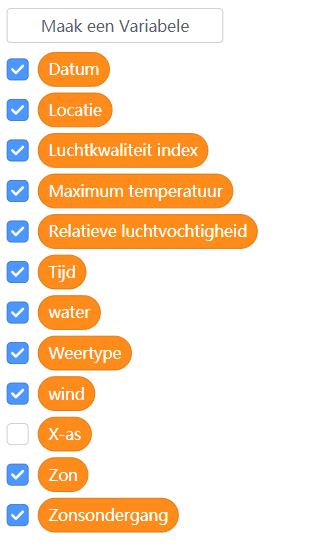 Maak een Variabele
Datum
Locatie
Luchtkwaliteit index
Maximum temperatuur
Relatieve luchtvochtigheid
Tijd
water
Weertype
wind
X-as
Zon
Zonsondergang